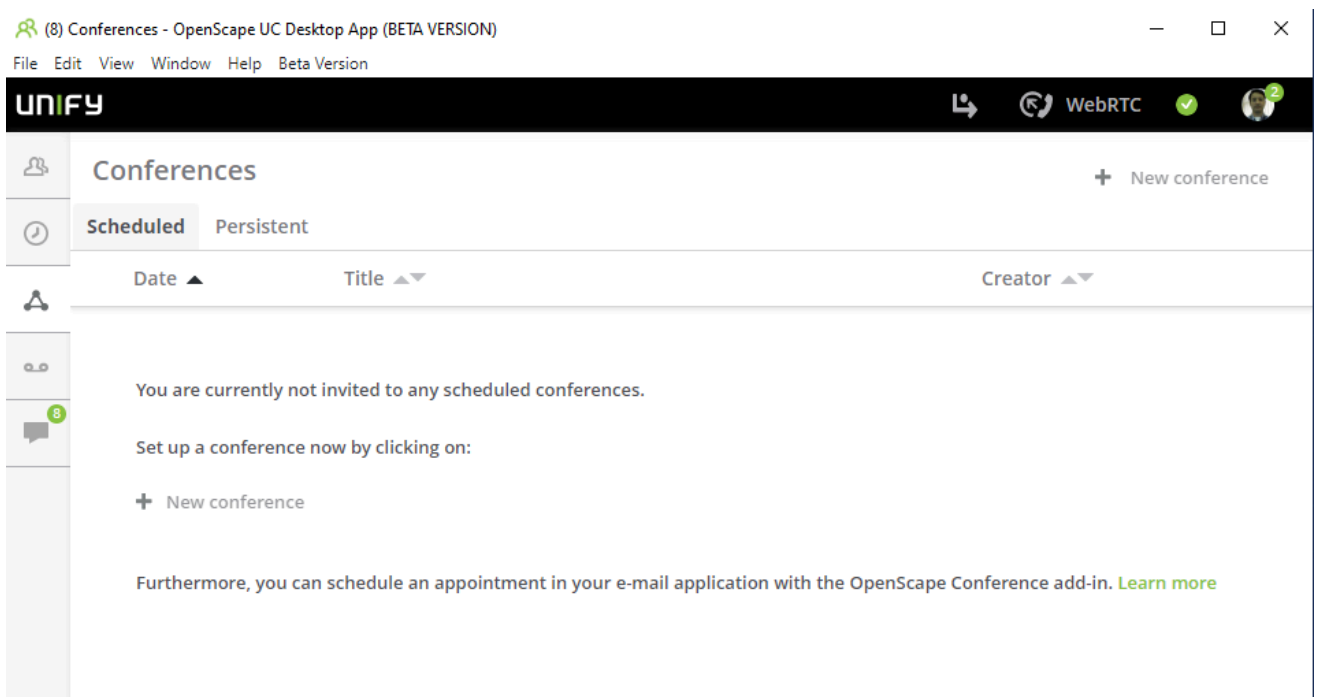 (8) Conferences - OpenScape UC Desktop App (BETA VERSION)
File Edit View Window Help Beta Version
UNIFY WebRTC 2
Conferences + New conference
Scheduled Persistent
Date Title Creator
You are currently not invited to any scheduled conferences.
8
Set up a conference now by clicking on:
+ New conference
Furthermore, you can schedule an appointment in your e-mail application with the OpenScape Conference add-in. Learn more